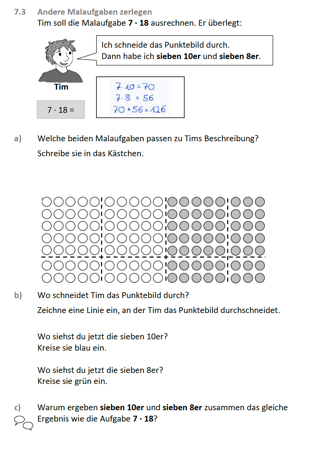 7.3 Andere Malaufgaben zerlegen
Tim soll die Malaufgabe 7 · 18 ausrechnen. Er überlegt:
Ich schneide das Punktebild durch.
Dann habe ich sieben 10er und sieben 8er.
Tim
7 · 18 =
7·10=70
7·8 = 56
70+56=126
a) Welche beiden Malaufgaben passen zu Tims Beschreibung?
Schreibe sie in das Kästchen.
b) Wo schneidet Tim das Punktebild durch?
Zeichne eine Linie ein, an der Tim das Punktebild durchschneidet.
Wo siehst du jetzt die sieben 10er?
Kreise sie blau ein.
Wo siehst du jetzt die sieben 8er?
Kreise sie grün ein.
c) Warum ergeben sieben 10er und sieben 8er zusammen das gleiche
Ergebnis wie die Aufgabe 7 · 18?